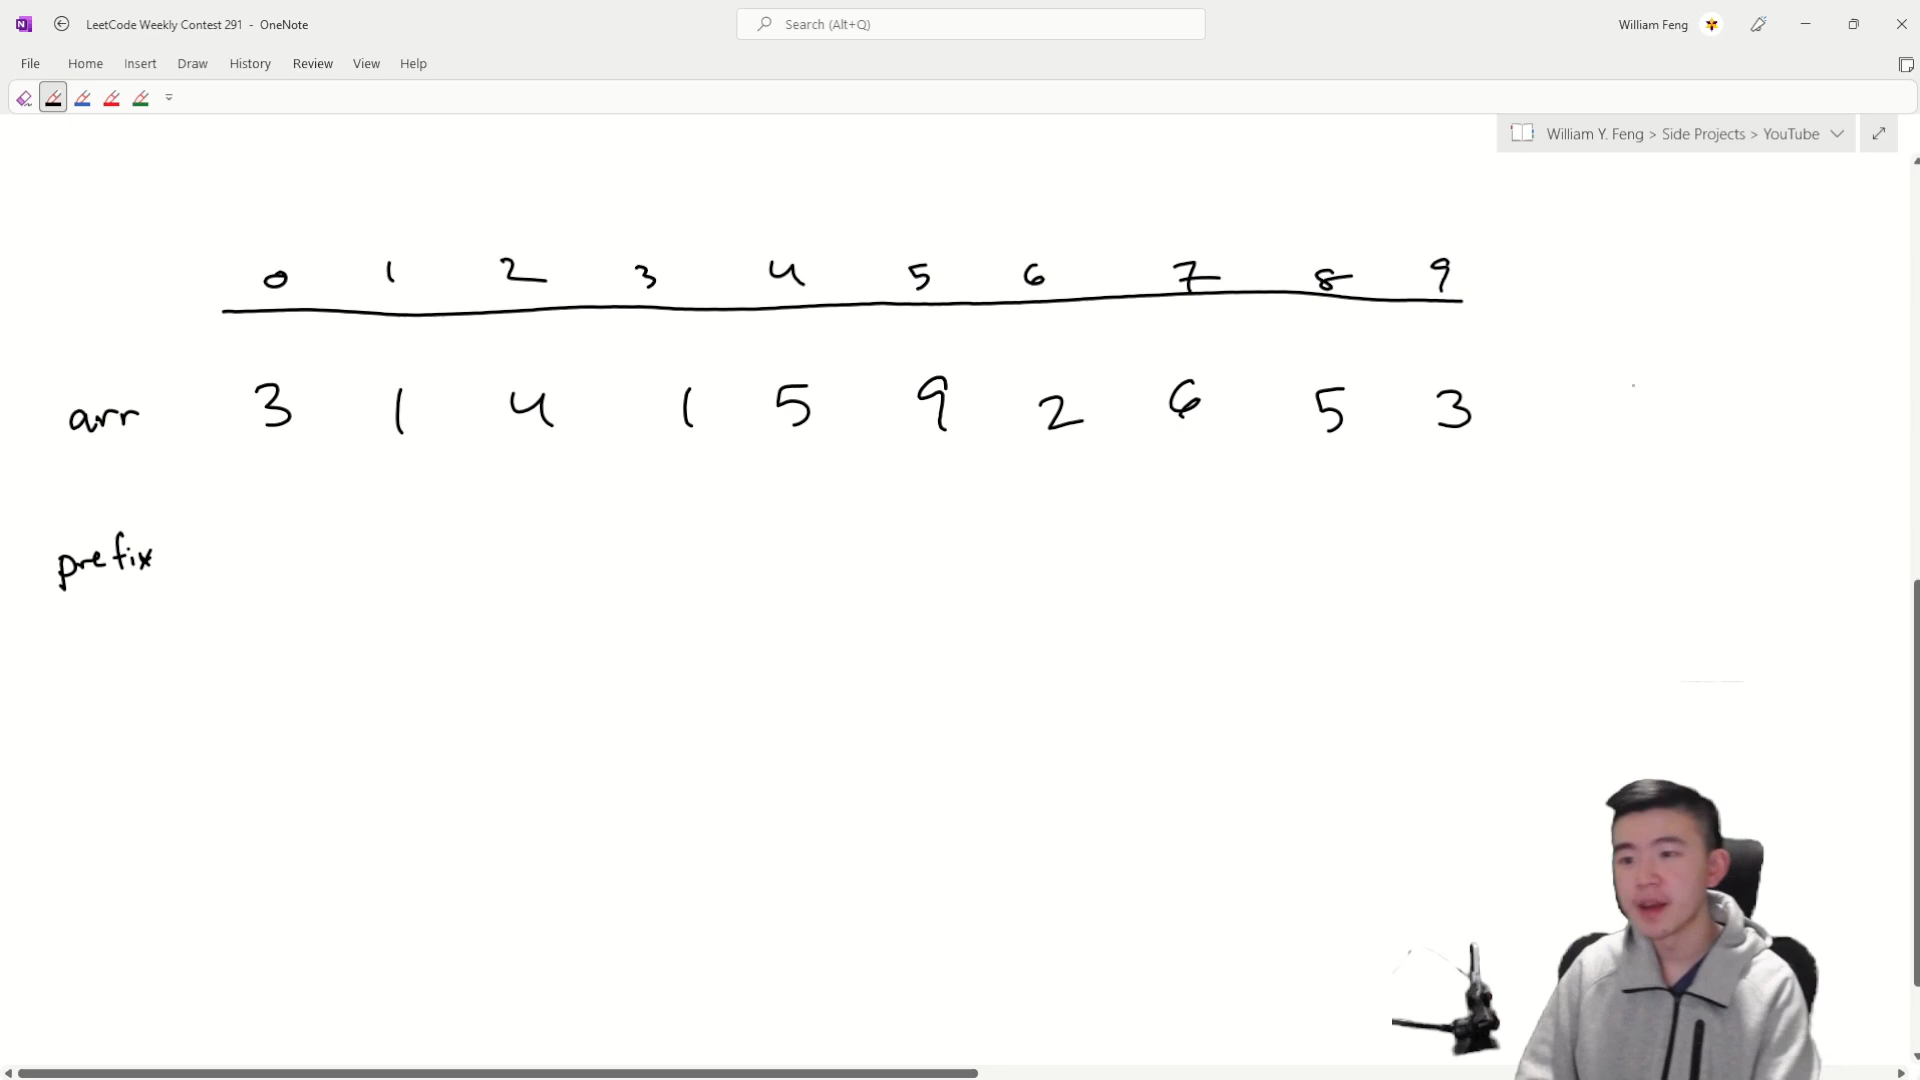 LeetCode Weekly Contest 291 - OneNote
Search (Alt+Q)
William Feng
File Home Insert Draw History Review View Help
William Y. Feng > Side Projects > YouTube
0 1 2 3 4 5 6 7 8 9
arr 3 1 4 1 5 9 2 6 5 3
prefix